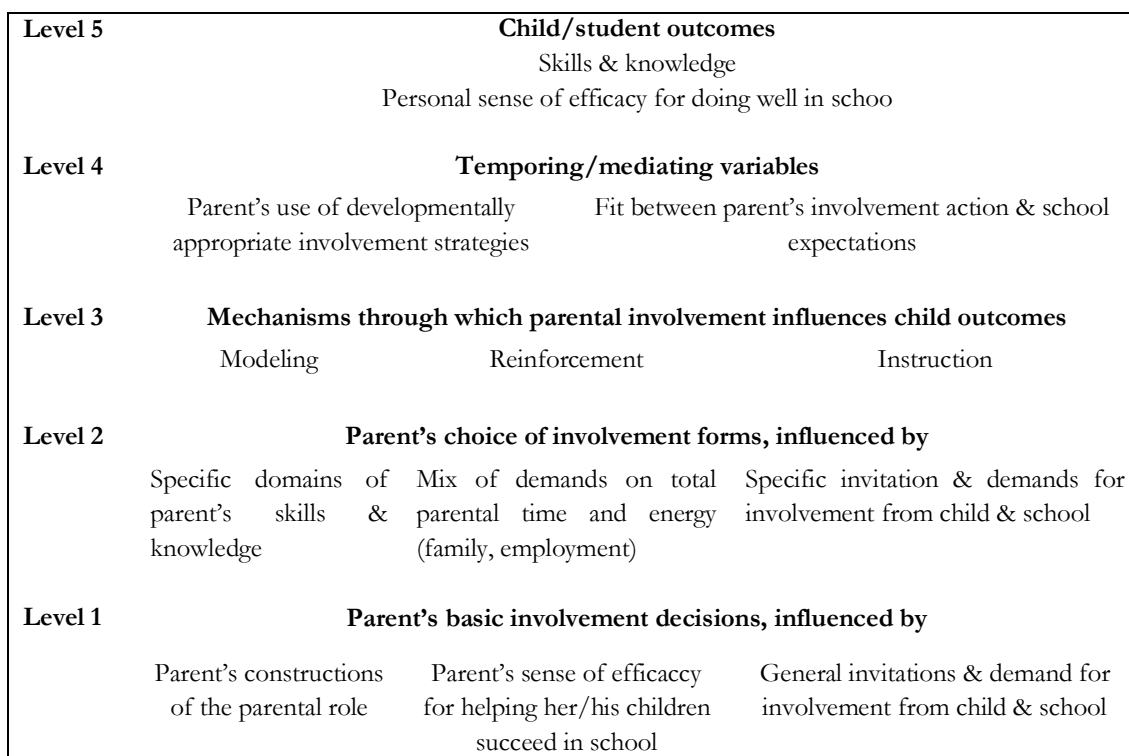 Level 5 Child/student outcomes
Skills & knowledge
Personal sense of efficacy for doing well in schoo
Level 4 Temporing/mediating variables
Parent’s use of developmentally
appropriate involvement strategies
Fit between parent’s involvement action & school
expectations
Level 3 Mechanisms through which parental involvement influences child outcomes
Modeling Reinforcement Instruction
Level 2 Parent’s choice of involvement forms, influenced by
Specific domains of
parent’s skills &
knowledge
Mix of demands on total
parental time and energy
(family, employment)
Specific invitation & demands for
involvement from child & school
Level 1 Parent’s basic involvement decisions, influenced by
Parent’s constructions
of the parental role
Parent’s sense of efficaccy
for helping her/his children
succeed in school
General invitations & demand for
involvement from child & school